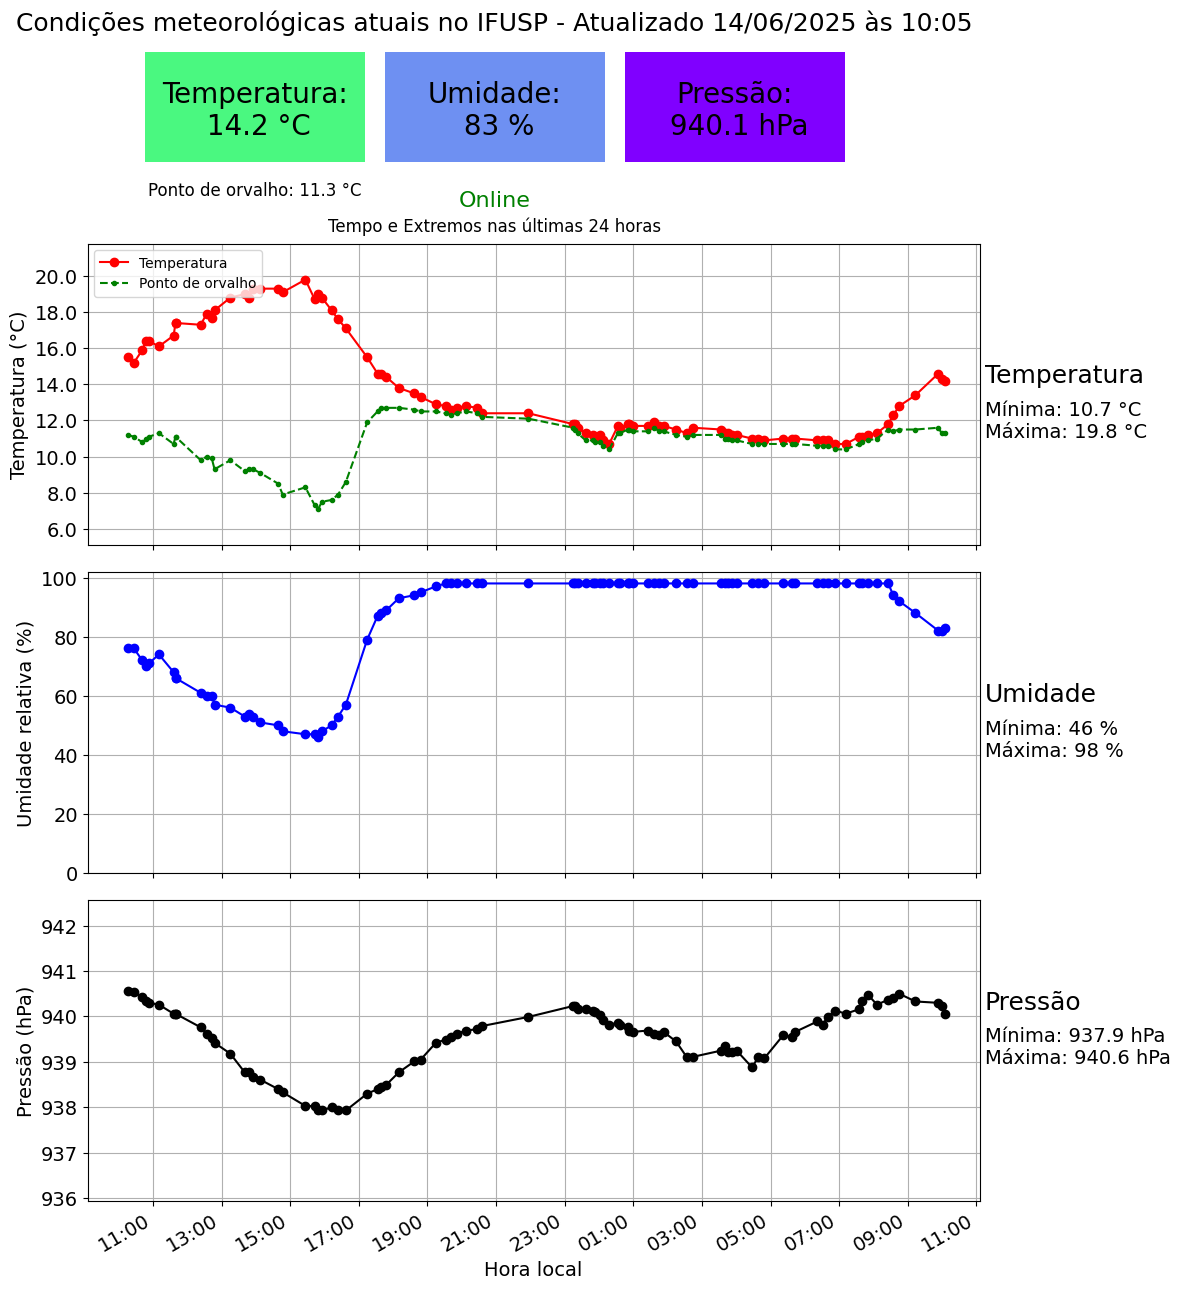 Condições meteorológicas atuais no IFUSP - Atualizado 14/06/2025 às 10:05
Temperatura:
14.2 °C
Umidade:
83 %
Pressão:
940.1 hPa
Ponto de orvalho: 11.3 °C
Online
Tempo e Extremos nas últimas 24 horas
Temperatura (°C)
20.0
18.0
16.0
14.0
12.0
10.0
8.0
6.0
Temperatura
Ponto de orvalho
Temperatura
Mínima: 10.7 °C
Máxima: 19.8 °C
Umidade relativa (%)
100
80
60
40
20
0
Umidade
Mínima: 46 %
Máxima: 98 %
Pressão (hPa)
942
941
940
939
938
937
936
Pressão
Mínima: 937.9 hPa
Máxima: 940.6 hPa
11:00 13:00 15:00 17:00 19:00 21:00 23:00 01:00 03:00 05:00 07:00 09:00 11:00
Hora local